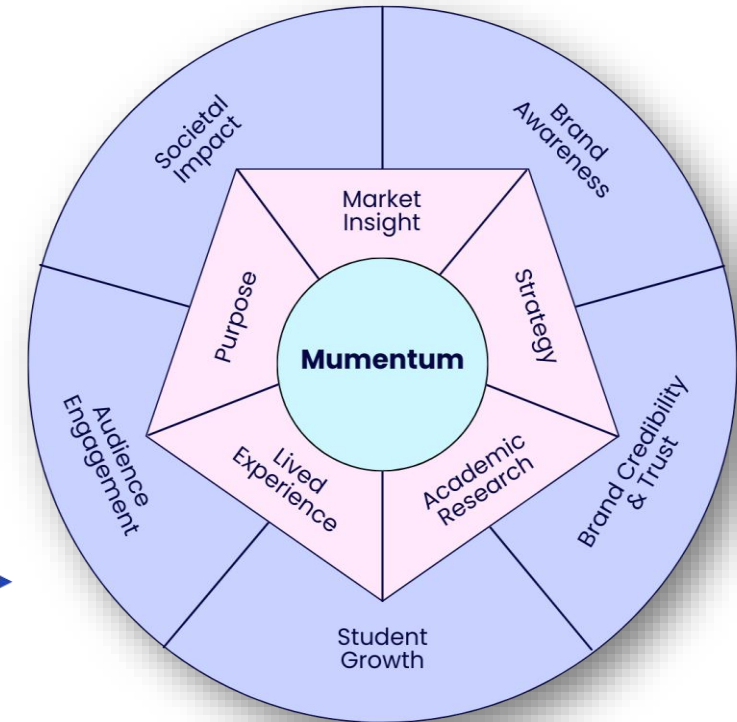 Societal
Impact
Brand
Awareness
Market
Insight
Purpose
Strategy
Mumentum
Audience
Engagement
Lived
Experience
Academic
Research
Brand Credibility
& Trust
Student
Growth